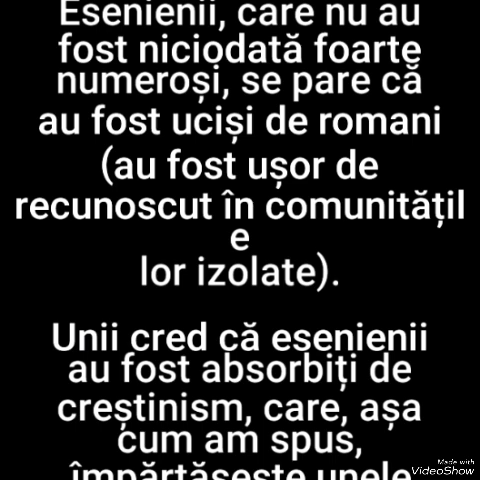 Esenienii, care nu au
fost niciodată foarte
numeroși, se pare că
au fost uciși de romani
(au fost ușor de
recunoscut în comunitățil
e
lor izolate).
Unii cred că esenienii
au fost absorbiți de
creștinism, care, așa
cum am spus,
împărtășește unele
Made with
VideoShow